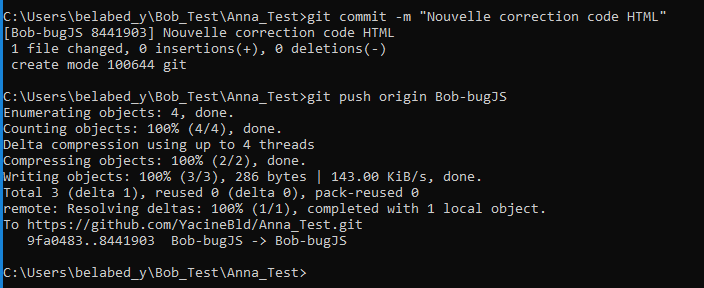 C:\Users\belabed_y\Bob_Test\Anna_Test>git commit -m "Nouvelle correction code HTML"
[Bob-bugJS 8441903] Nouvelle correction code HTML
 1 file changed, 0 insertions(+), 0 deletions(-)
 create mode 100644 git
C:\Users\belabed_y\Bob_Test\Anna_Test>git push origin Bob-bugJS
Enumerating objects: 4, done.
Counting objects: 100% (4/4), done.
Delta compression using up to 4 threads
Compressing objects: 100% (2/2), done.
Writing objects: 100% (3/3), 286 bytes | 143.00 KiB/s, done.
Total 3 (delta 1), reused 0 (delta 0), pack-reused 0
remote: Resolving deltas: 100% (1/1), completed with 1 local object.
To https://github.com/YacineBld/Anna_Test.git
   9fa0483..8441903  Bob-bugJS -> Bob-bugJS
C:\Users\belabed_y\Bob_Test\Anna_Test>